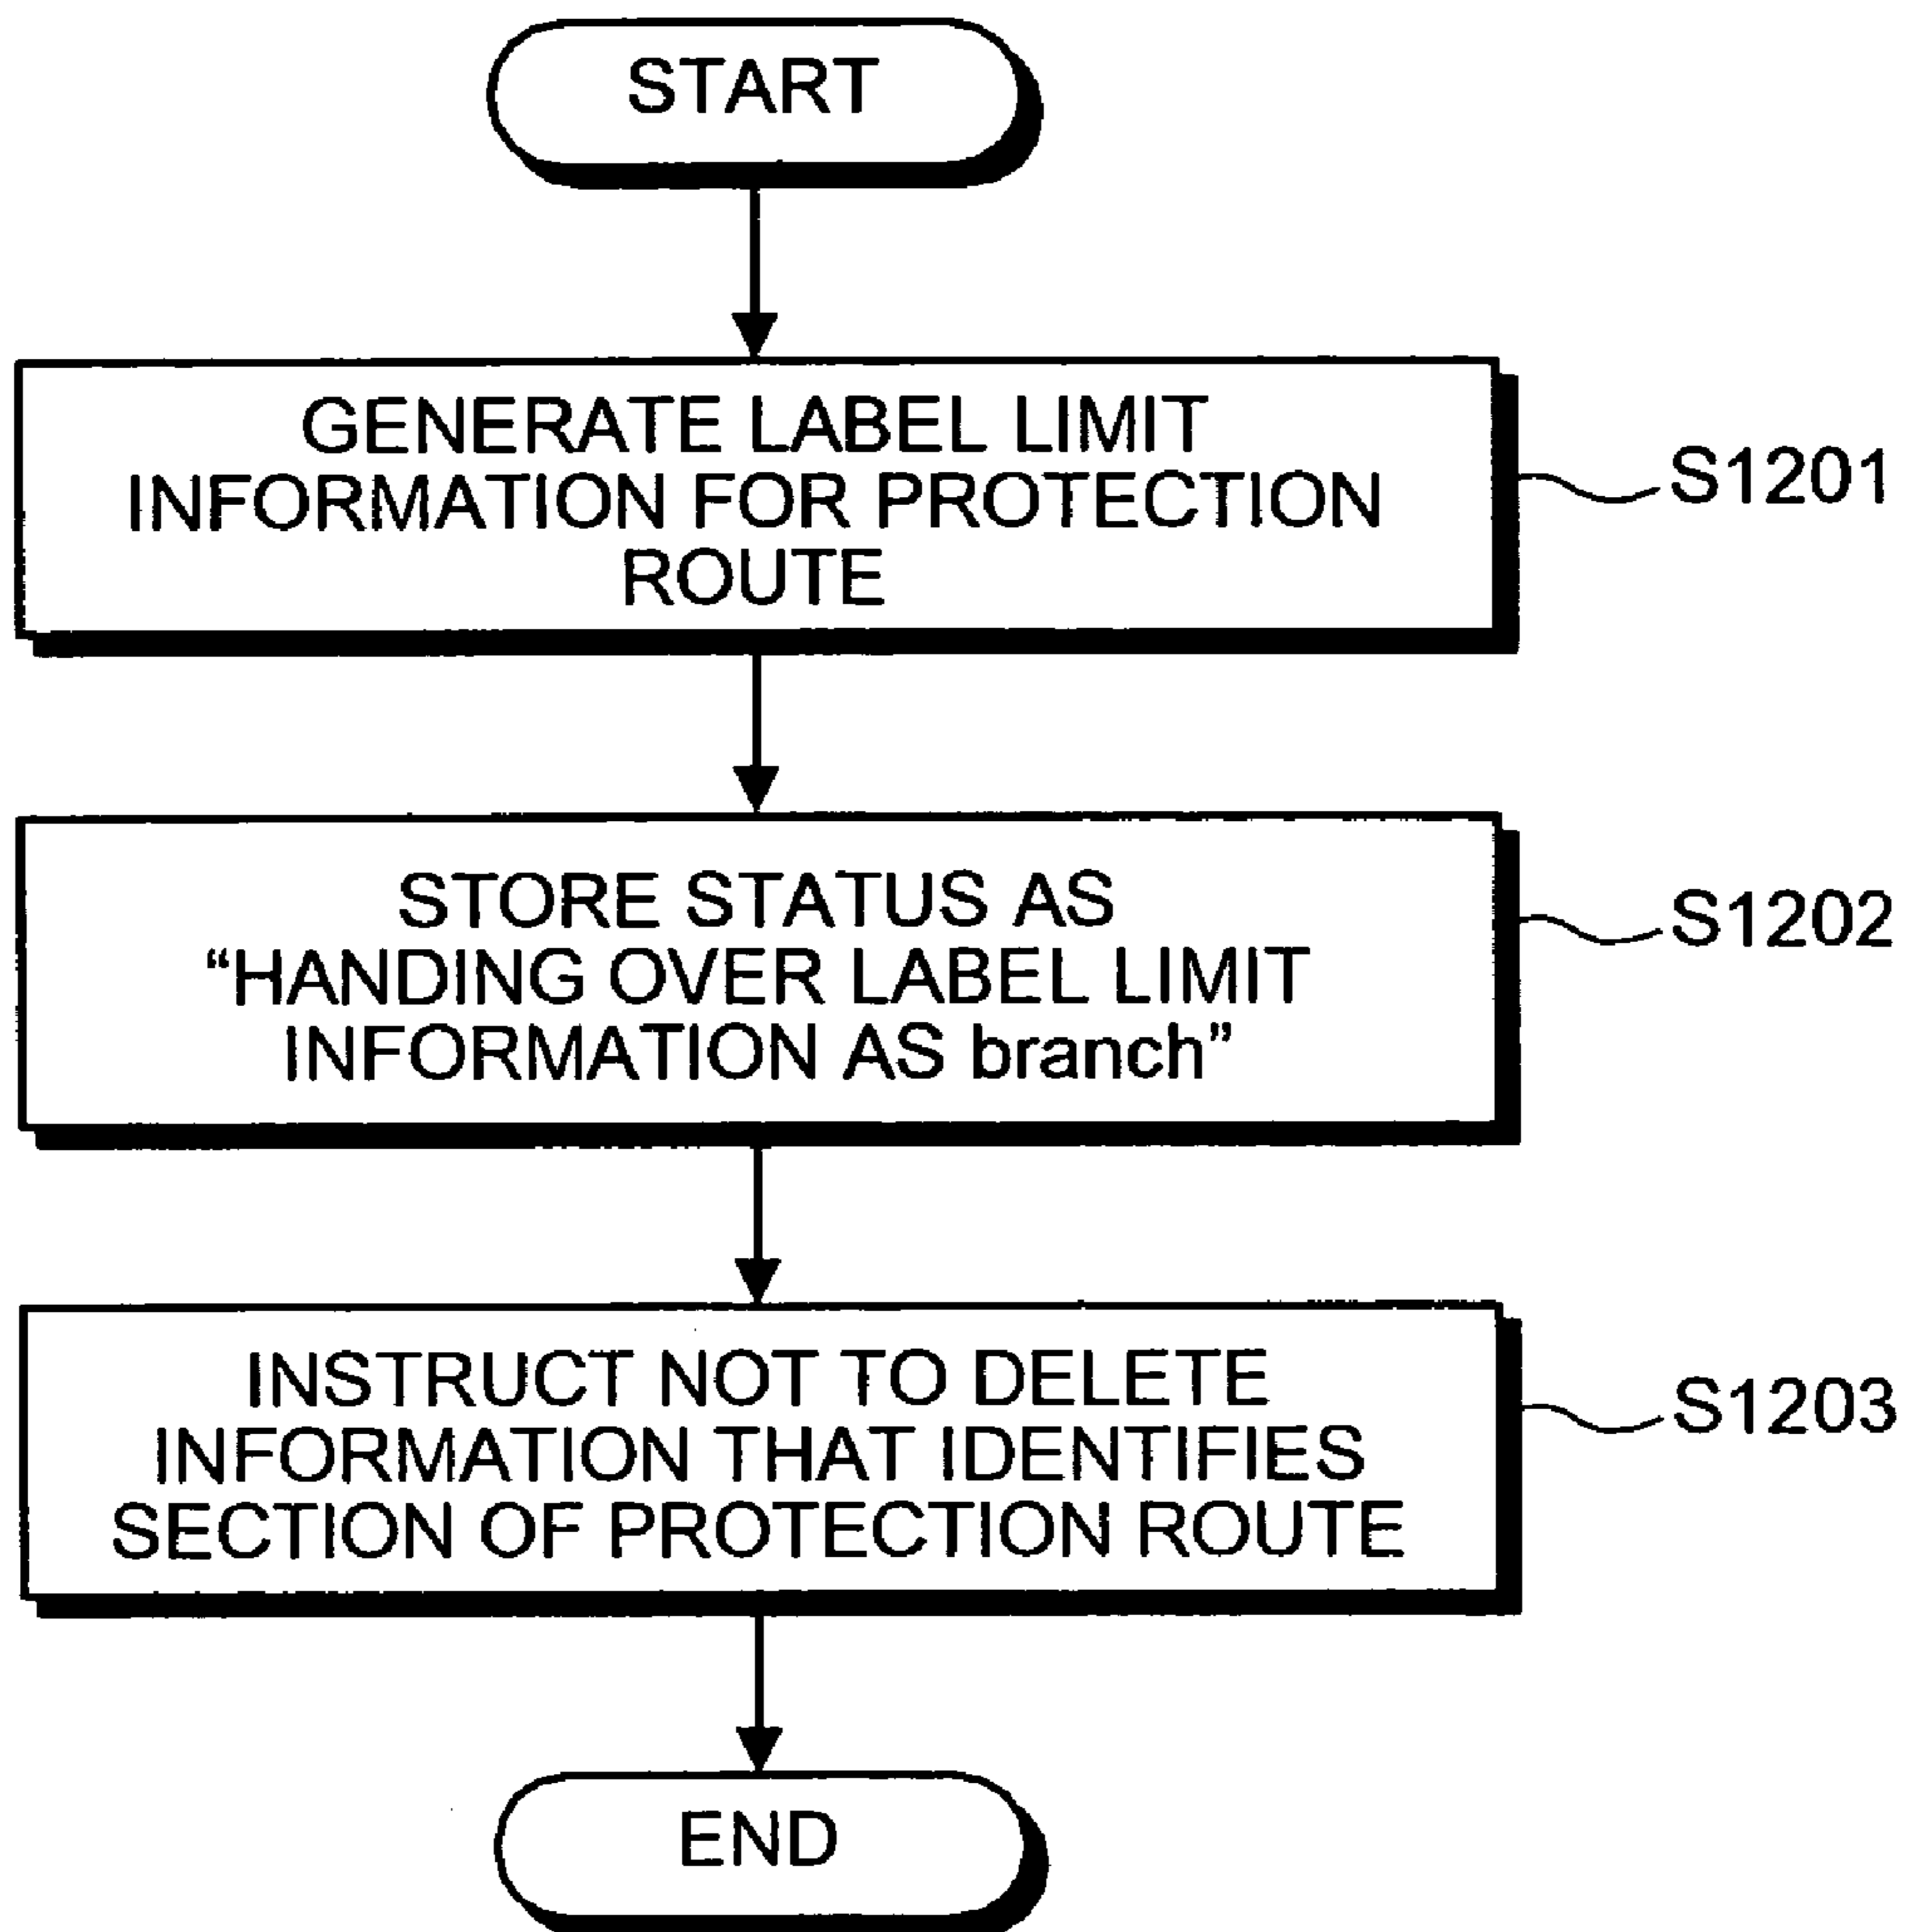 START
GENERATE LABEL LIMIT
INFORMATION FOR PROTECTION
ROUTE
S1201
STORE STATUS AS
“HANDING OVER LABEL LIMIT
INFORMATION AS branch”
S1202
INSTRUCT NOT TO DELETE
INFORMATION THAT IDENTIFIES
SECTION OF PROTECTION ROUTE
S1203
END